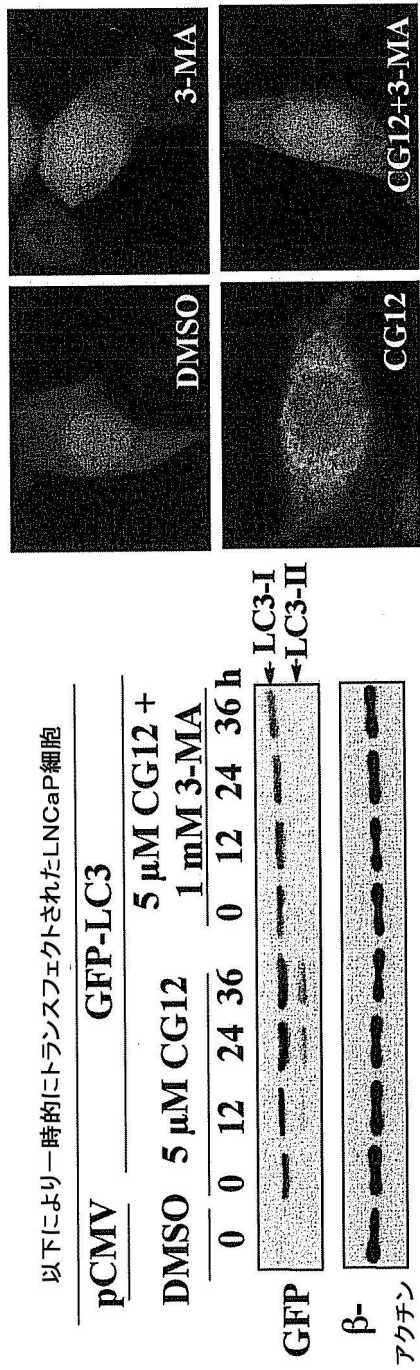 以下により一時的にトランスフェクトされたLNCaP細胞
pCMV GFP-LC3
DMSO 5 μM CG12 5 μM CG12 + 1 mM 3-MA
0 0 12 24 36 0 12 24 36 h
GFP
LC3-I
LC3-II
β-
アクチン
DMSO
3-MA
CG12
CG12+3-MA